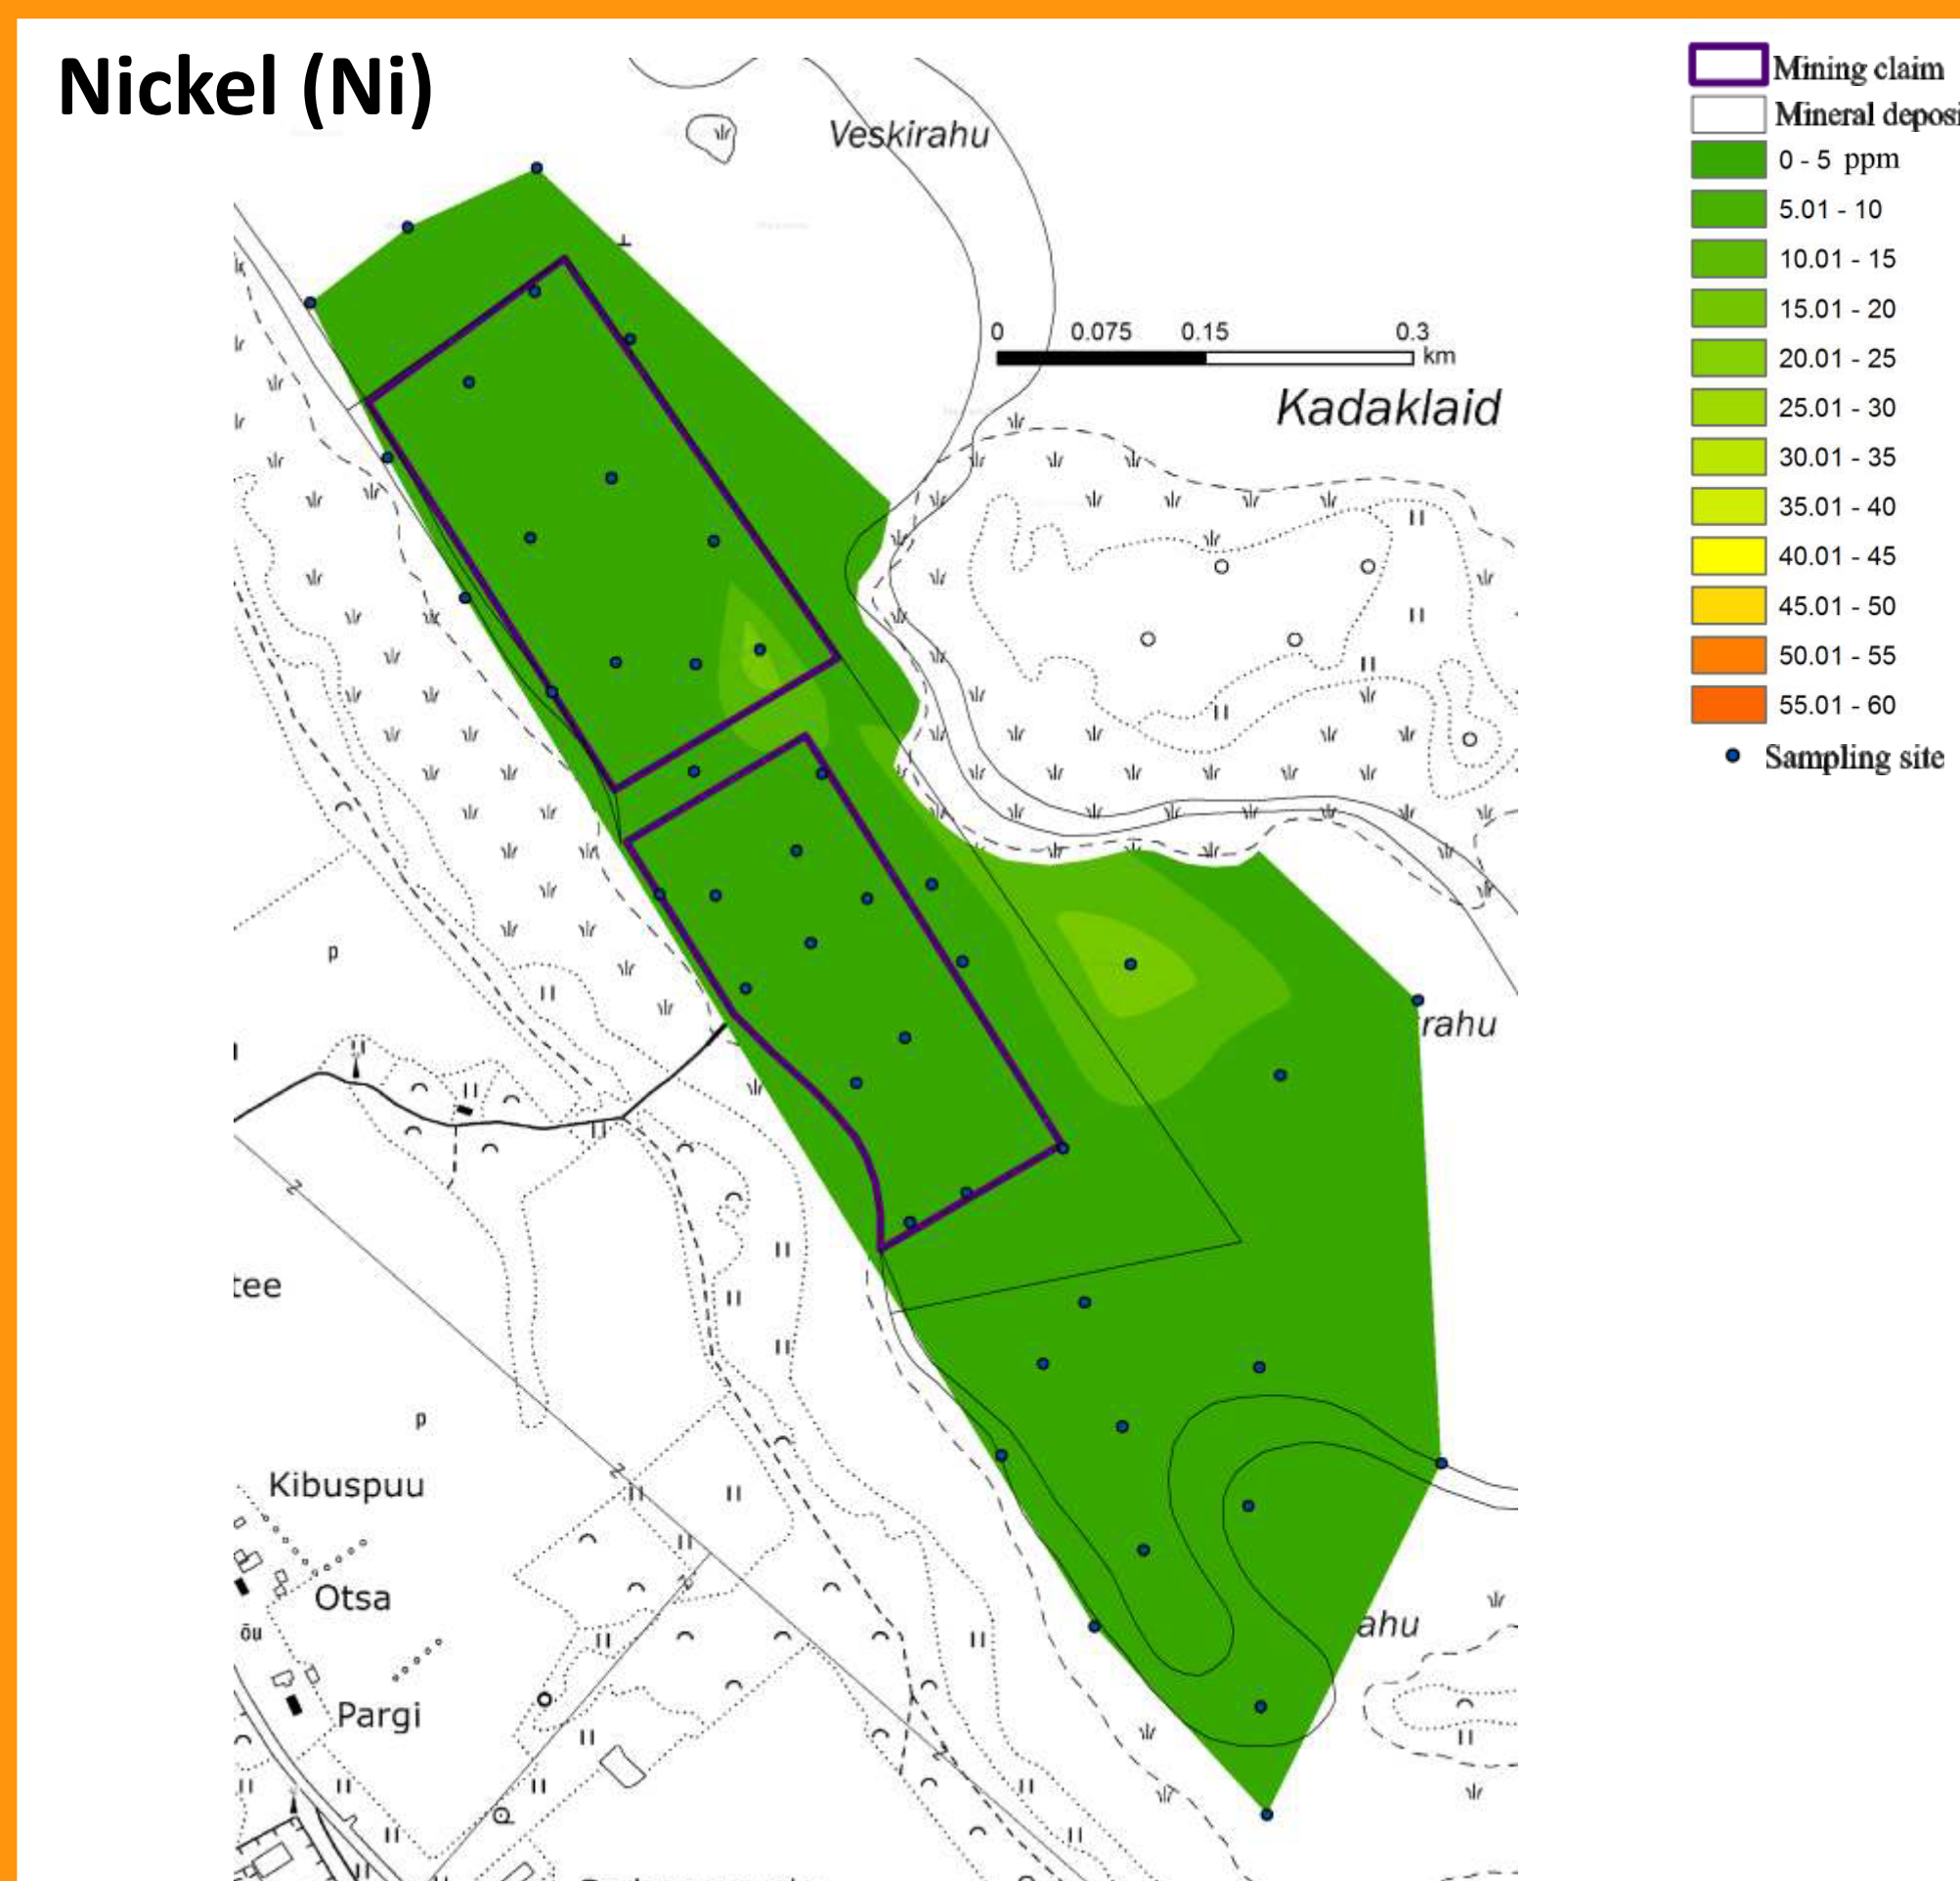 Nickel (Ni)
Veskirahu
0 0.075 0.15 0.3
km
Kadaklaid
rahu
p
tee
p
Kibuspuu
Otsa
õu
ahu
Pargi
Mining claim
Mineral deposi
0 - 5 ppm
5.01 - 10
10.01 - 15
15.01 - 20
20.01 - 25
25.01 - 30
30.01 - 35
35.01 - 40
40.01 - 45
45.01 - 50
50.01 - 55
55.01 - 60
Sampling site